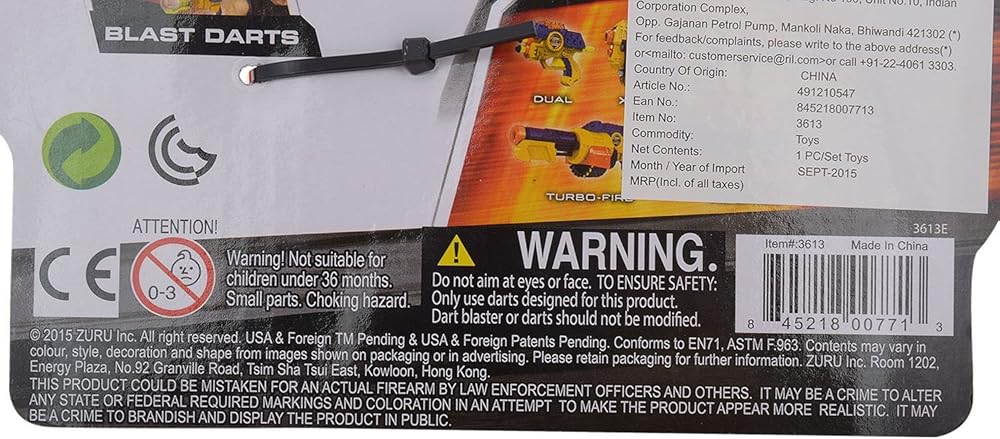 BLAST DARTS
DUAL
TURBO-FIRE
Unit No.10, Indian
Corporation Complex,
Opp. Gajanan Petrol Pump, Mankoli Naka, Bhiwandi 421302 (*)
For feedback/complaints, please write to the above address(*)
or<mailto: customerservice@ril.com>or call +91-22-4061 3303.
Country Of Origin: CHINA
Article No.: 491210547
Ean No.: 845218007713
Item No.: 3613
Commodity: Toys
Net Contents: 1 PC/Set Toys
Month / Year of Import SEPT-2015
MRP(Incl. of all taxes)
3613E
ATTENTION!
CE
0-3
Warning! Not suitable for
children under 36 months.
Small parts. Choking hazard.
WARNING.
Do not aim at eyes or face. TO ENSURE SAFETY:
Only use darts designed for this product.
Dart blaster or darts should not be modified.
Item#:3613 Made In China
8 45218 00771 3
© 2015 ZURU Inc. All right reserved. USA & Foreign TM Pending & USA & Foreign Patents Pending. Conforms to EN71, ASTM F.963. Contents may vary in
colour, style, decoration and shape from images shown on packaging or in advertising. Please retain packaging for further information. ZURU Inc. Room 1202,
Energy Plaza, No.92 Granville Road, Tsim Sha Tsui East, Kowloon, Hong Kong.
THIS PRODUCT COULD BE MISTAKEN FOR AN ACTUAL FIREARM BY LAW ENFORCEMENT OFFICERS AND OTHERS. IT MAY BE A CRIME TO ALTER
ANY STATE OR FEDERAL REQUIRED MARKINGS AND COLORATION IN AN ATTEMPT TO MAKE THE PRODUCT APPEAR MORE REALISTIC. IT MAY
BE A CRIME TO BRANDISH AND DISPLAY THE PRODUCT IN PUBLIC.